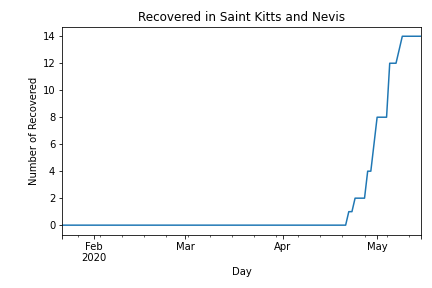 Recovered in Saint Kitts and Nevis
Number of Recovered
14
12
10
8
6
4
2
0
Feb
2020
Mar
Apr
May
Day